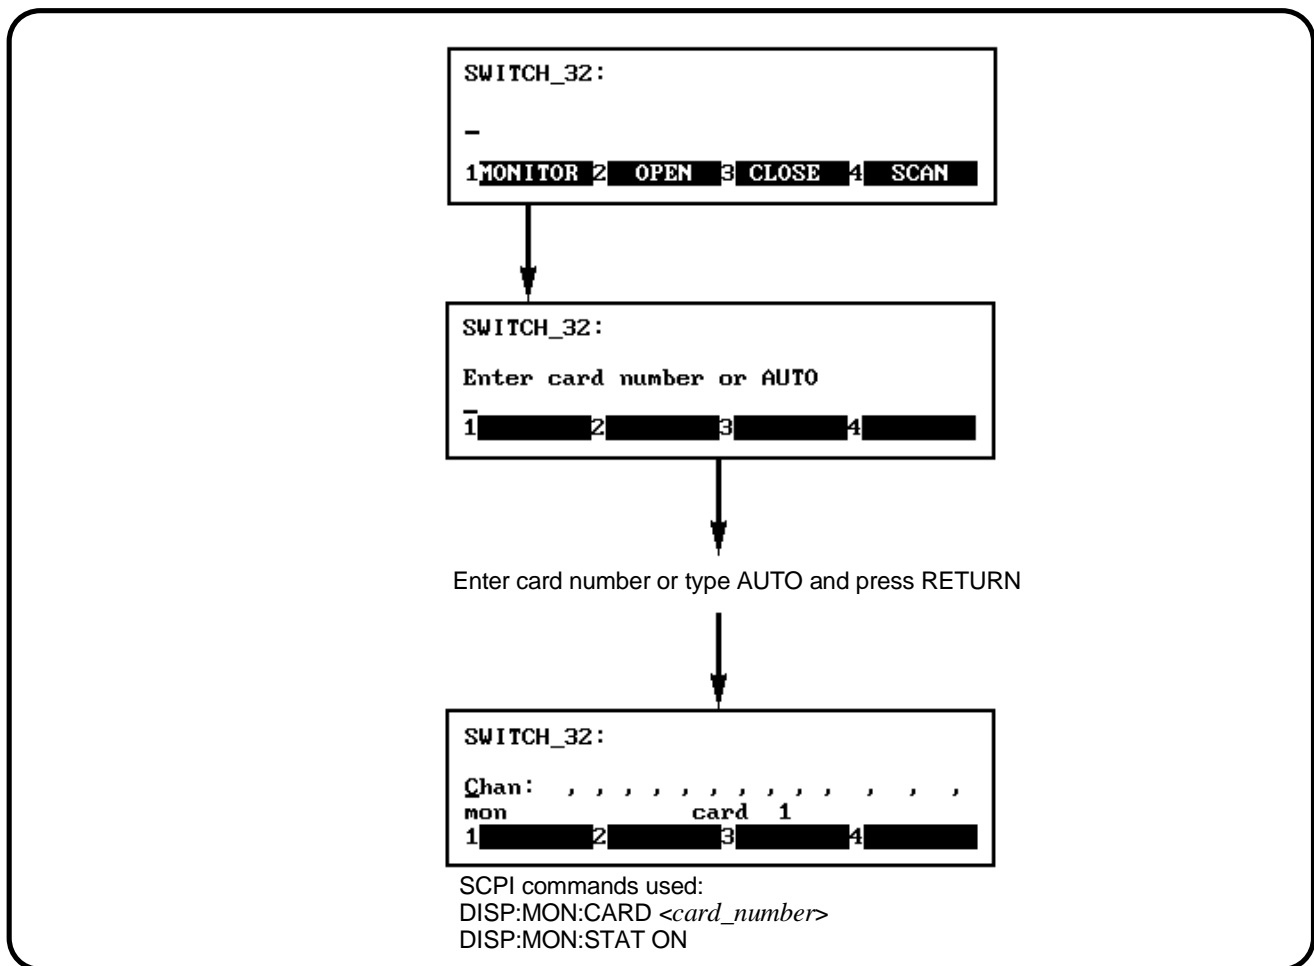 SWITCH_32:
_
1 MONITOR 2 OPEN 3 CLOSE 4 SCAN
SWITCH_32:
Enter card number or AUTO
_
1 2 3 4
Enter card number or type AUTO and press RETURN
SWITCH_32:
Chan: , , , , , , , , , , , , ,
mon card 1
1 2 3 4
SCPI commands used:
DISP:MON:CARD <card_number>
DISP:MON:STAT ON